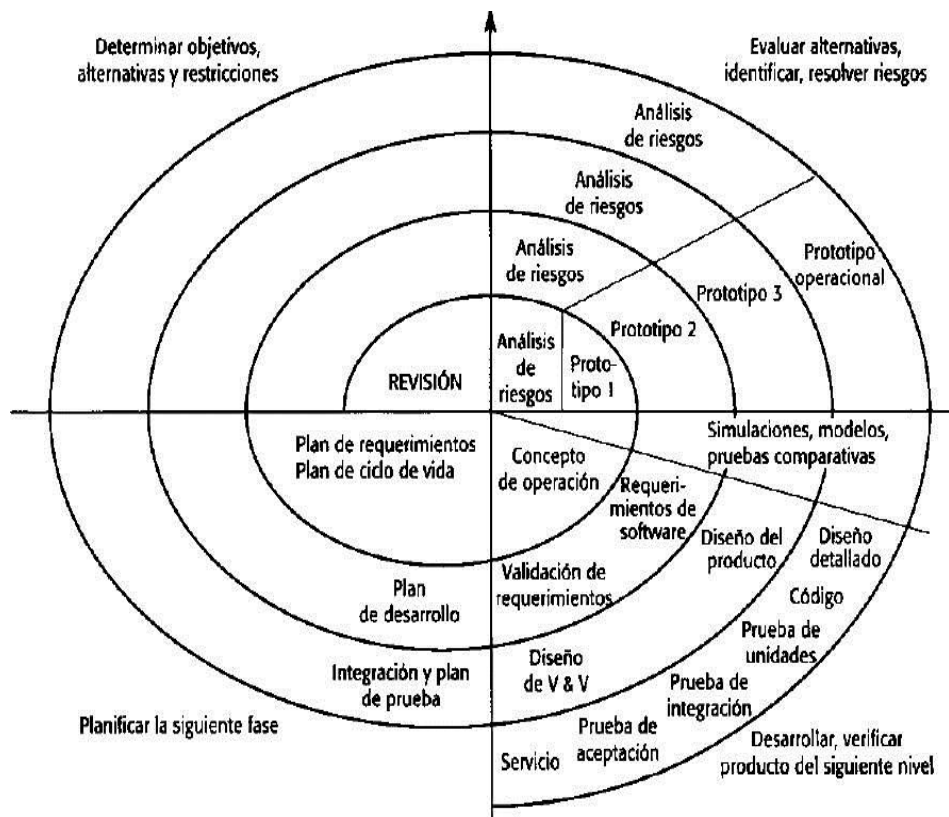 Determinar objetivos,
alternativas y restricciones
Evaluar alternativas,
identificar, resolver riesgos
Análisis
de riesgos
Análisis
de riesgos
Análisis
de riesgos
Análisis
de
riesgos
Proto-
tipo 1
Prototipo 2
Prototipo 3
Prototipo
operacional
REVISIÓN
Plan de requerimientos
Plan de ciclo de vida
Concepto
de operación
Simulaciones, modelos,
pruebas comparativas
Requeri-
mientos de
software
Diseño del
producto
Diseño
detallado
Código
Plan
de desarrollo
Validación de
requerimientos
Prueba de
unidades
Integración y plan
de prueba
Diseño
de V & V
Prueba de
integración
Prueba de
aceptación
Servicio
Planificar la siguiente fase
Desarrollar, verificar
producto del siguiente nivel